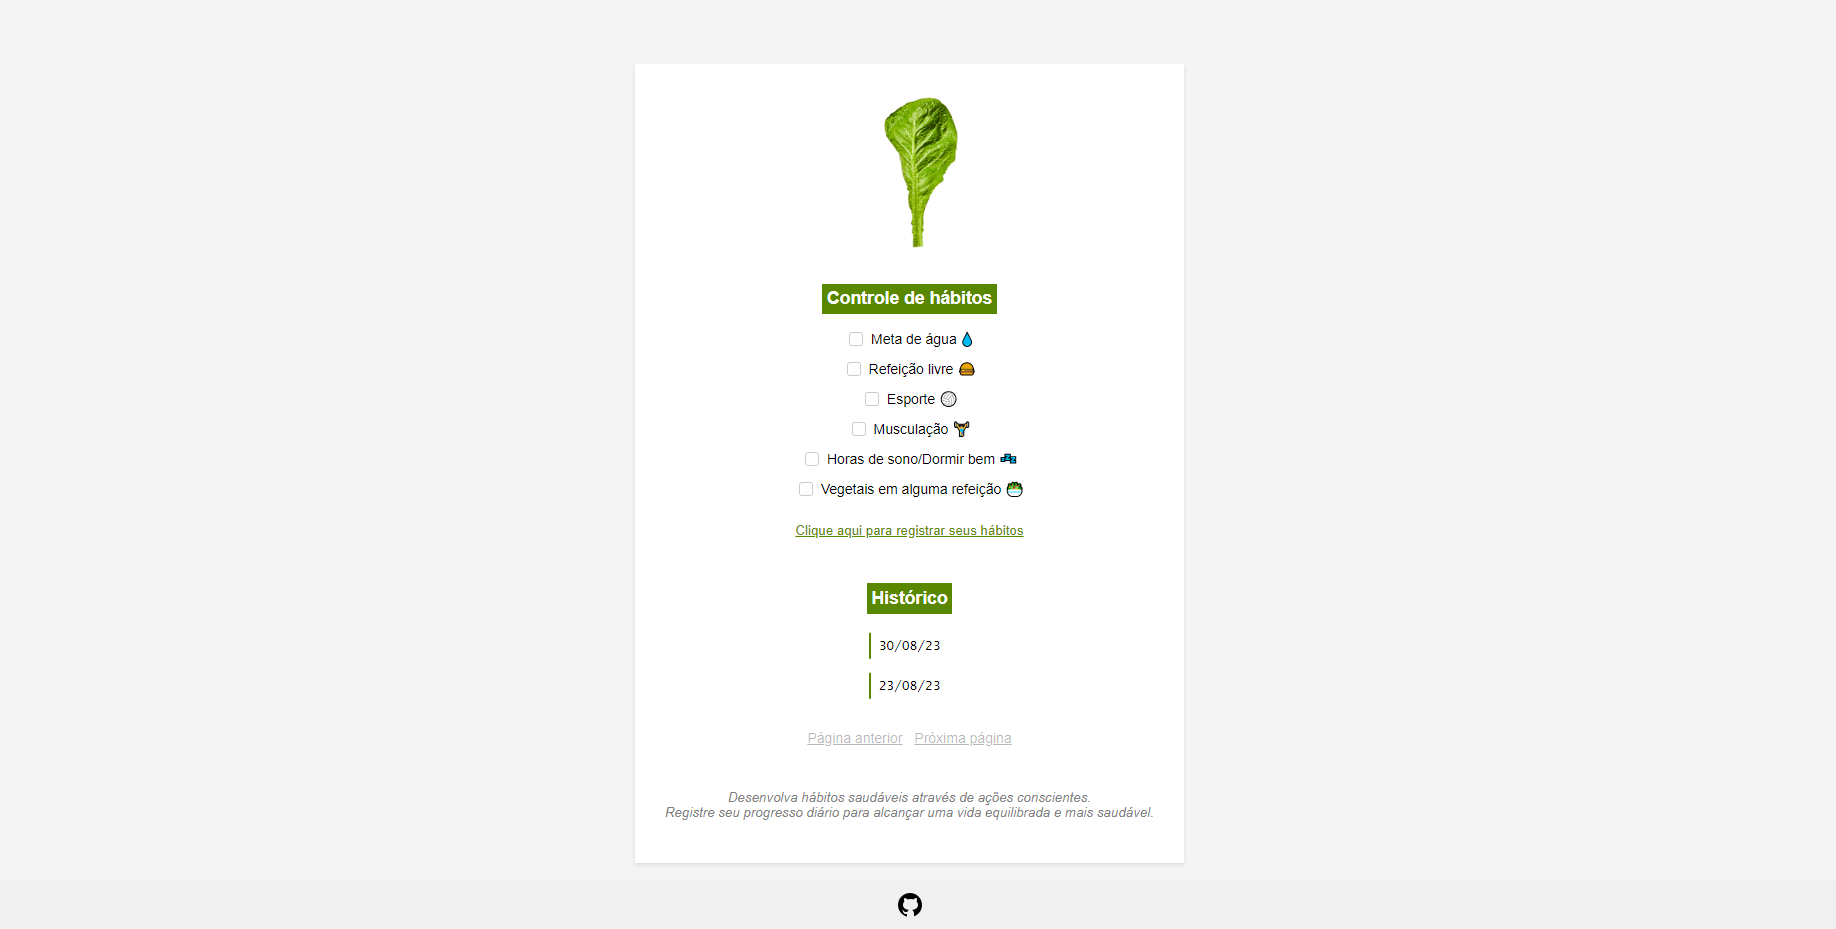 Controle de hábitos
Meta de água
Refeição livre
Esporte
Musculação
Horas de sono/Dormir bem
Vegetais em alguma refeição
Clique aqui para registrar seus hábitos
Histórico
30/08/23
23/08/23
Página anterior Próxima página
Desenvolva hábitos saudáveis através de ações conscientes.
Registre seu progresso diário para alcançar uma vida equilibrada e mais saudável.